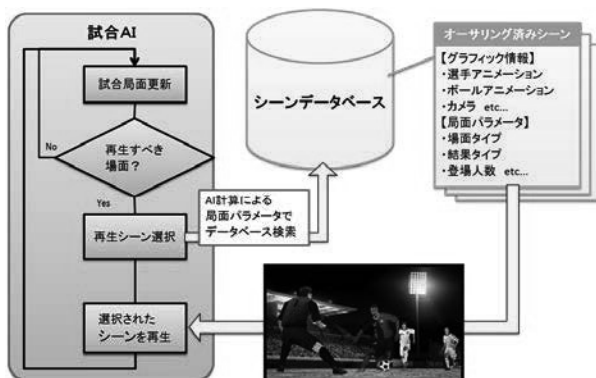 試合AI
試合局面更新
No
再生すべき
場面？
Yes
再生シーン選択
選択された
シーンを再生
AI計算による
局面パラメータで
データベース検索
シーンデータベース
オーサリング済みシーン
【グラフィック情報】
・選手アニメーション
・ボールアニメーション
・カメラ etc...
【局面パラメータ】
・場面タイプ
・結果タイプ
・登場人数 etc...